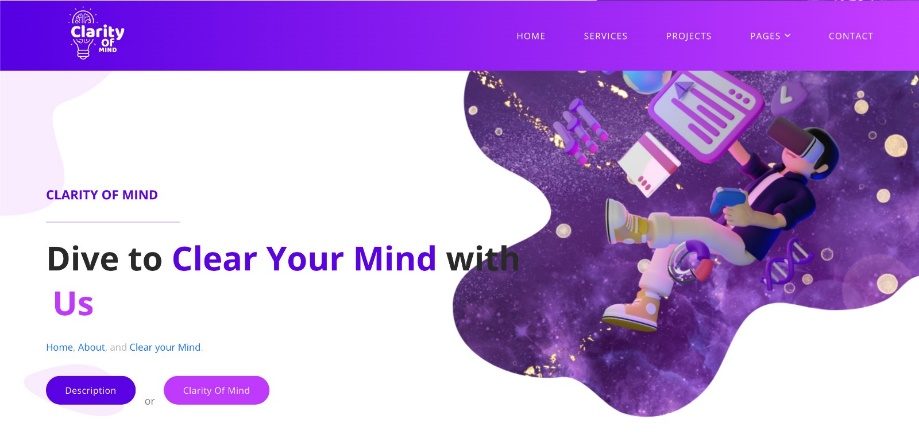 Clarity
OF
MIND
HOME SERVICES PROJECTS PAGES CONTACT
CLARITY OF MIND
Dive to Clear Your Mind with
Us
Home, About, and Clear your Mind.
Description or Clarity Of Mind